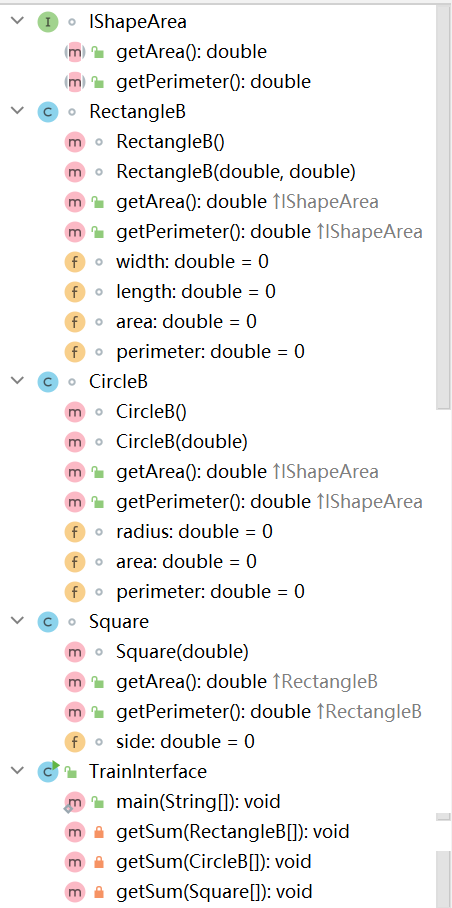 I IShapeArea
m getArea(): double
m getPerimeter(): double
C RectangleB
m RectangleB()
m RectangleB(double, double)
m getArea(): double ↑IShapeArea
m getPerimeter(): double ↑IShapeArea
f width: double = 0
f length: double = 0
f area: double = 0
f perimeter: double = 0
C CircleB
m CircleB()
m CircleB(double)
m getArea(): double ↑IShapeArea
m getPerimeter(): double ↑IShapeArea
f radius: double = 0
f area: double = 0
f perimeter: double = 0
C Square
m Square(double)
m getArea(): double ↑RectangleB
m getPerimeter(): double ↑RectangleB
f side: double = 0
C TrainInterface
m main(String[]): void
m getSum(RectangleB[]): void
m getSum(CircleB[]): void
m getSum(Square[]): void